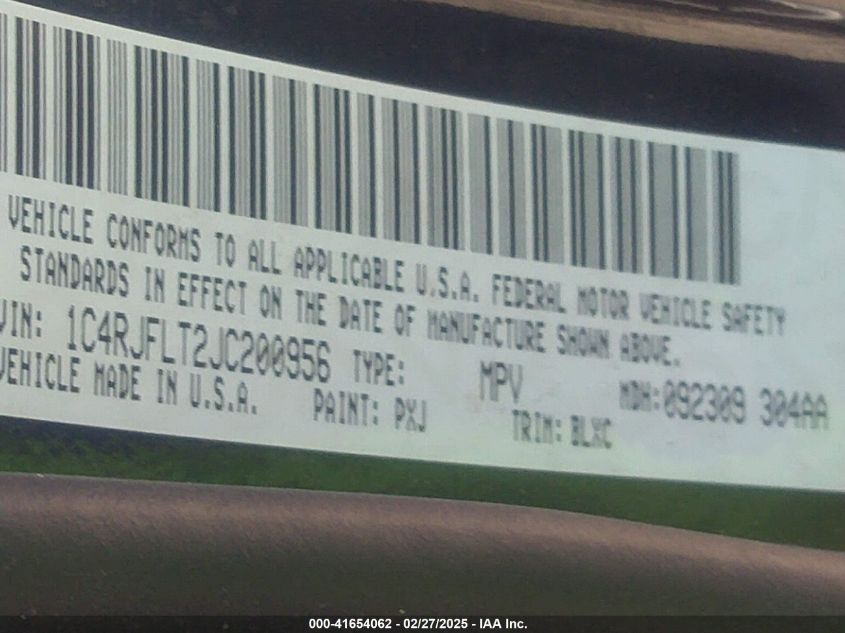 VEHICLE CONFORMS TO ALL APPLICABLE U.S.A. FEDERAL MOTOR VEHICLE SAFETY
STANDARDS IN EFFECT ON THE DATE OF MANUFACTURE SHOWN ABOVE.
VIN: 1C4RJFLT2JC200956 TYPE: MPV MDH:092309 304AA
VEHICLE MADE IN U.S.A. PAINT: PXJ TRIM: BLXC
000-41654062 - 02/27/2025 - IAA Inc.